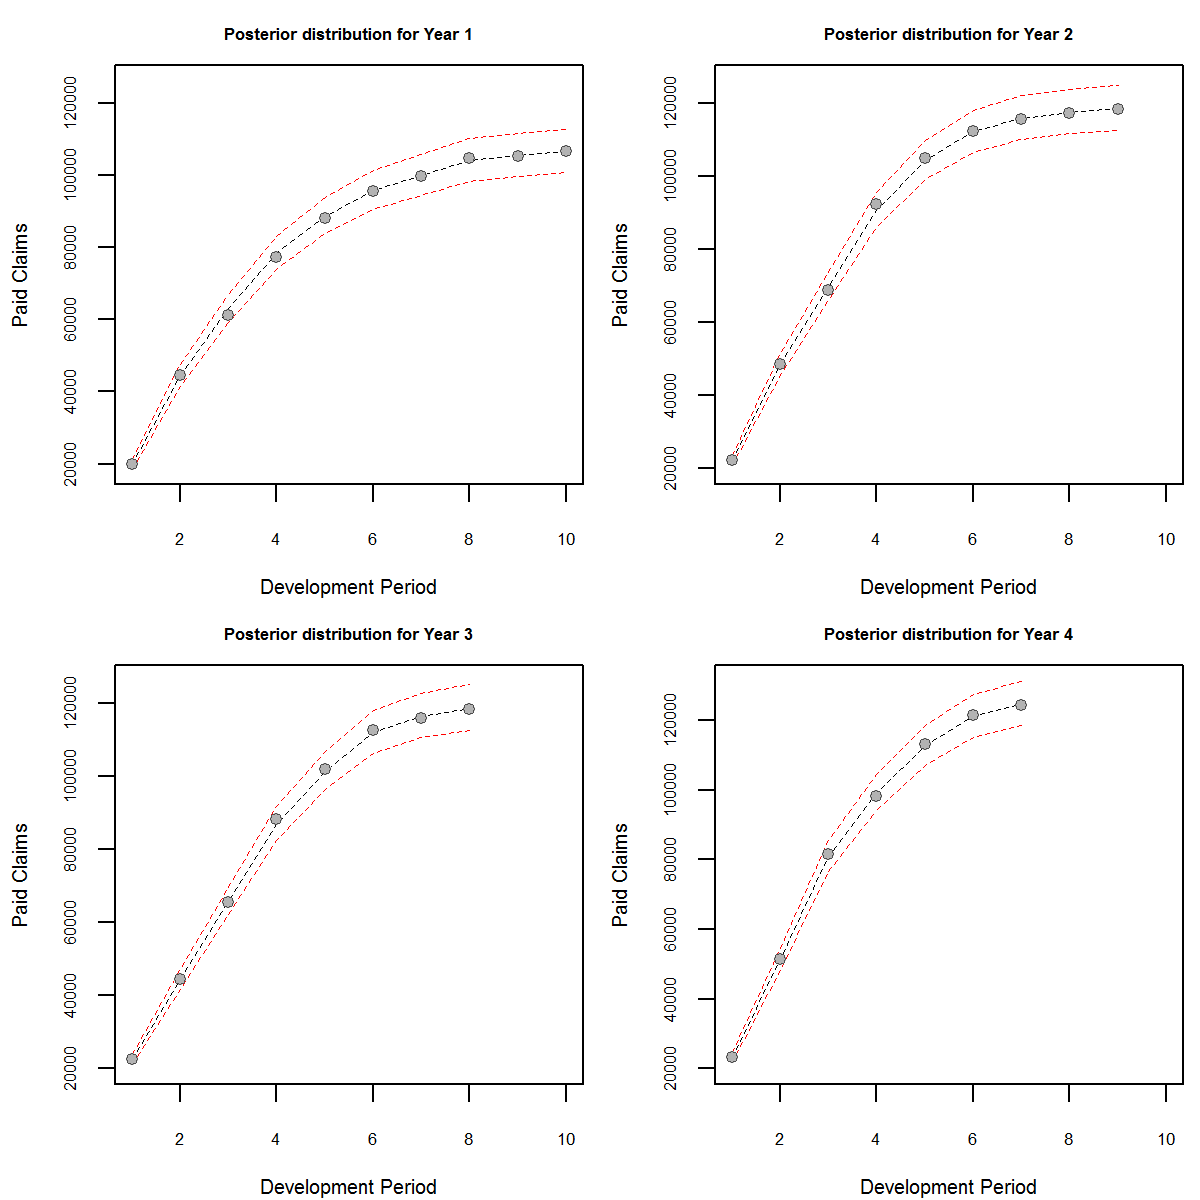 Posterior distribution for Year 1
Paid Claims
120000
100000
80000
60000
40000
20000
2 4 6 8 10
Development Period
Posterior distribution for Year 2
Paid Claims
120000
100000
80000
60000
40000
20000
2 4 6 8 10
Development Period
Posterior distribution for Year 3
Paid Claims
120000
100000
80000
60000
40000
20000
2 4 6 8 10
Development Period
Posterior distribution for Year 4
Paid Claims
120000
100000
80000
60000
40000
20000
2 4 6 8 10
Development Period